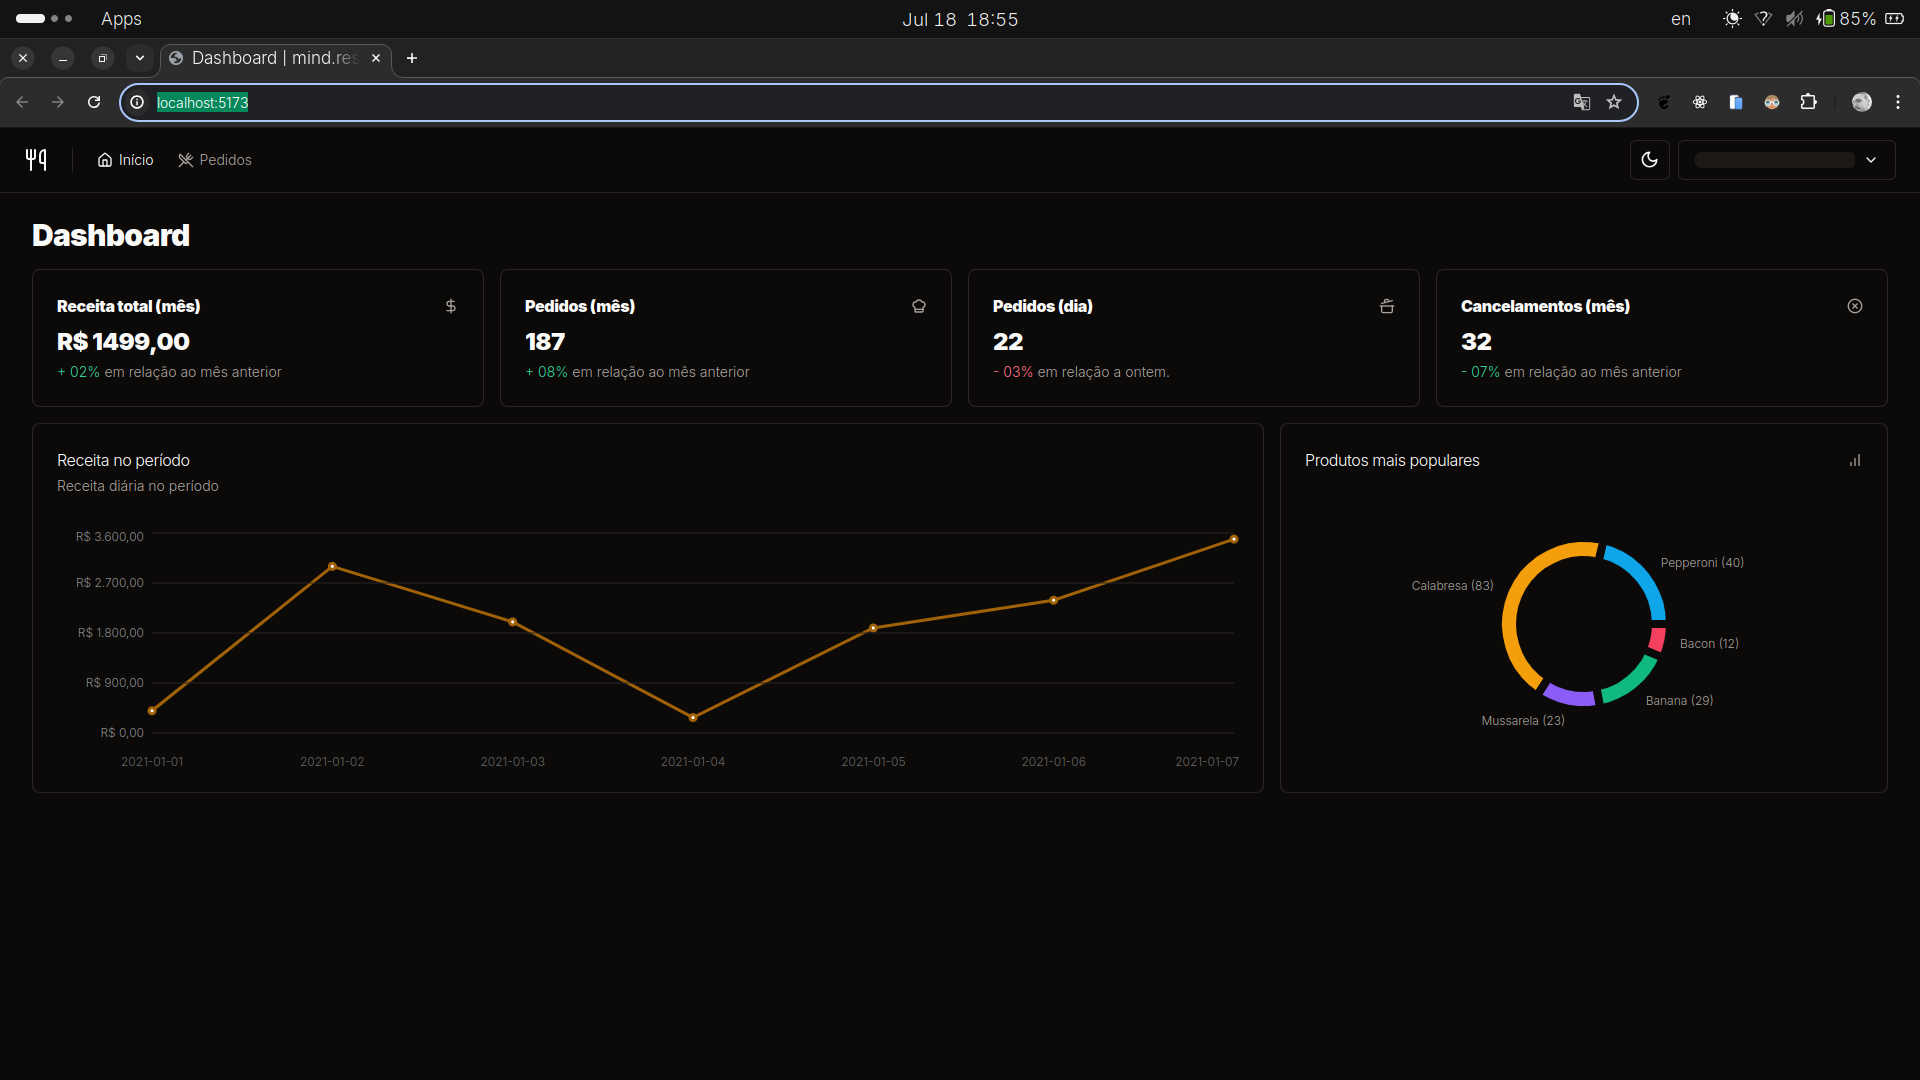 Apps
Jul 18 18:55
en
85%
Dashboard | mind.res
localhost:5173
Início
Pedidos
Dashboard
Receita total (mês)
R$ 1499,00
+ 02% em relação ao mês anterior
Pedidos (mês)
187
+ 08% em relação ao mês anterior
Pedidos (dia)
22
- 03% em relação a ontem.
Cancelamentos (mês)
32
- 07% em relação ao mês anterior
Receita no período
Receita diária no período
R$ 3.600,00
R$ 2.700,00
R$ 1.800,00
R$ 900,00
R$ 0,00
2021-01-01
2021-01-02
2021-01-03
2021-01-04
2021-01-05
2021-01-06
2021-01-07
Produtos mais populares
Pepperoni (40)
Calabresa (83)
Bacon (12)
Banana (29)
Mussarela (23)